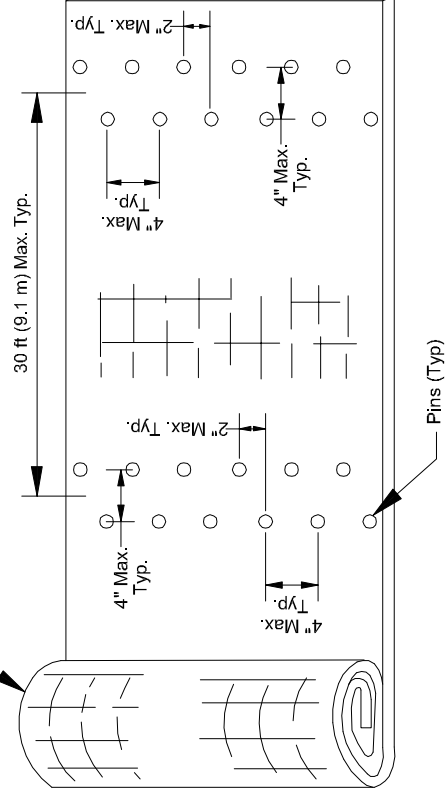 2" Max. Typ.
30 ft (9.1 m) Max. Typ.
4" Max.
Typ.
4" Max.
Typ.
2" Max. Typ.
4" Max.
Typ.
4" Max.
Typ.
Pins (Typ)